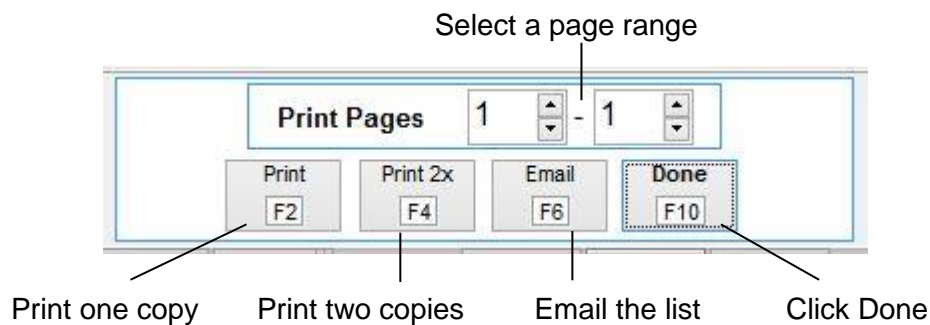 Select a page range
Print Pages 1 - 1
Print Print 2x Email Done
F2 F4 F6 F10
Print one copy Print two copies Email the list Click Done